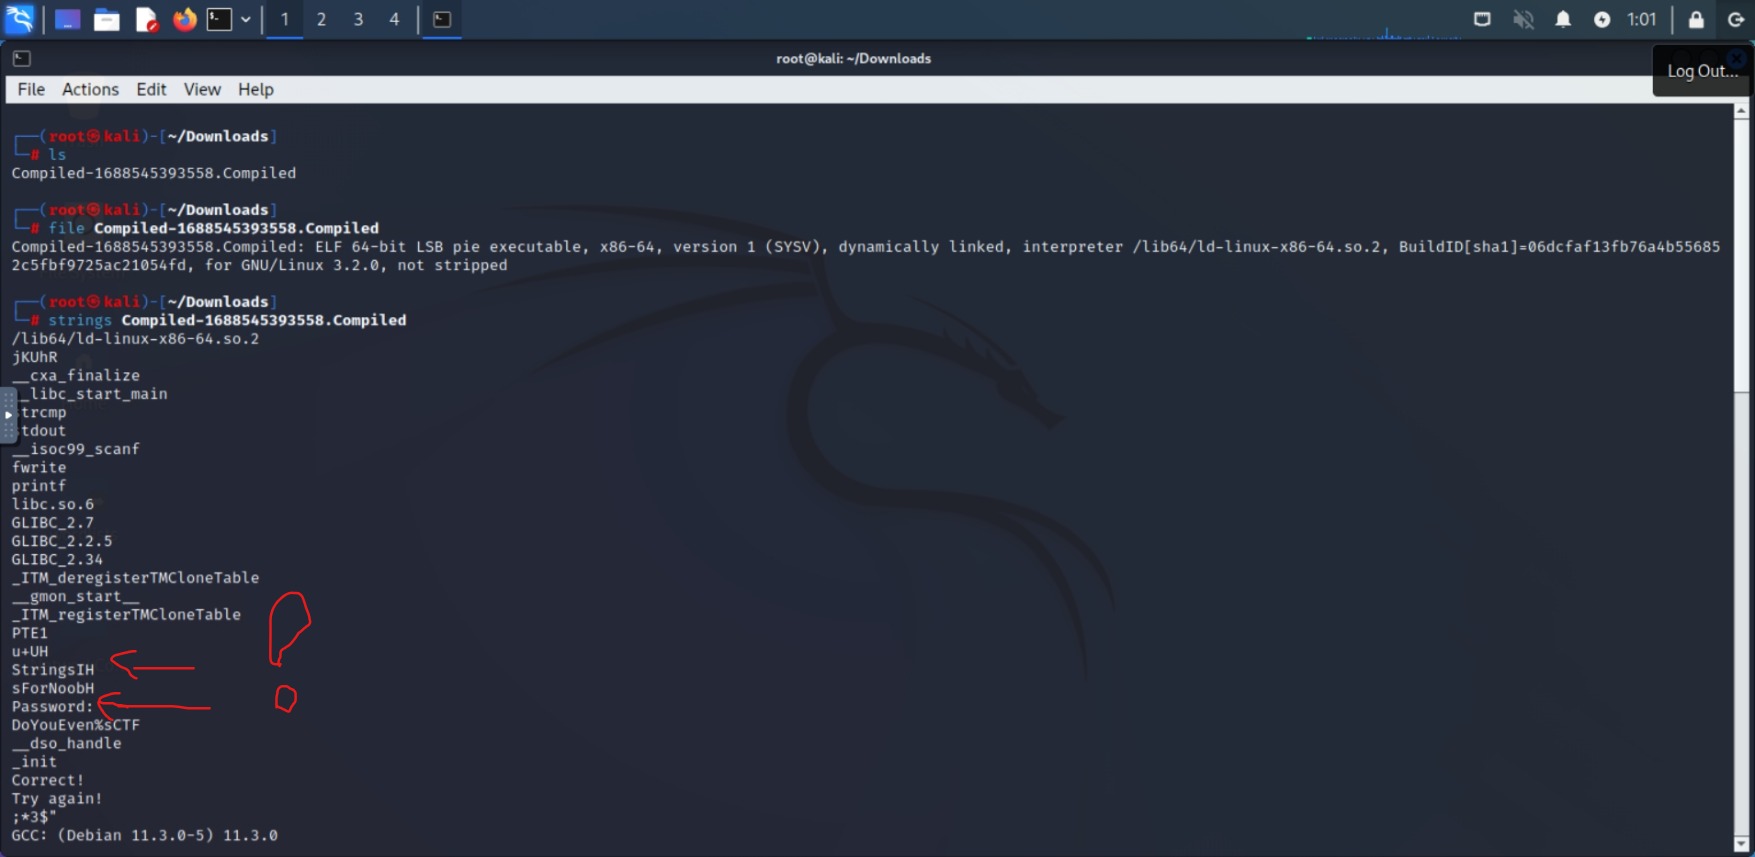 1 2 3 4 1:01
root@kali: ~/Downloads
Log Out...
File Actions Edit View Help
┌──(root㉿kali)-[~/Downloads]
└─# ls
Compiled-1688545393558.Compiled
┌──(root㉿kali)-[~/Downloads]
└─# file Compiled-1688545393558.Compiled
Compiled-1688545393558.Compiled: ELF 64-bit LSB pie executable, x86-64, version 1 (SYSV), dynamically linked, interpreter /lib64/ld-linux-x86-64.so.2, BuildID[sha1]=06dcfaf13fb76a4b55685
2c5fbf9725ac21054fd, for GNU/Linux 3.2.0, not stripped
┌──(root㉿kali)-[~/Downloads]
└─# strings Compiled-1688545393558.Compiled
/lib64/ld-linux-x86-64.so.2
jKUhR
__cxa_finalize
_libc_start_main
trcmp
tdout
__isoc99_scanf
fwrite
printf
libc.so.6
GLIBC_2.7
GLIBC_2.2.5
GLIBC_2.34
_ITM_deregisterTMCloneTable
__gmon_start__
_ITM_registerTMCloneTable
PTE1
u+UH
StringsIH
sForNoobH
Password:
DoYouEven%sCTF
__dso_handle
_init
Correct!
Try again!
;*3$"
GCC: (Debian 11.3.0-5) 11.3.0